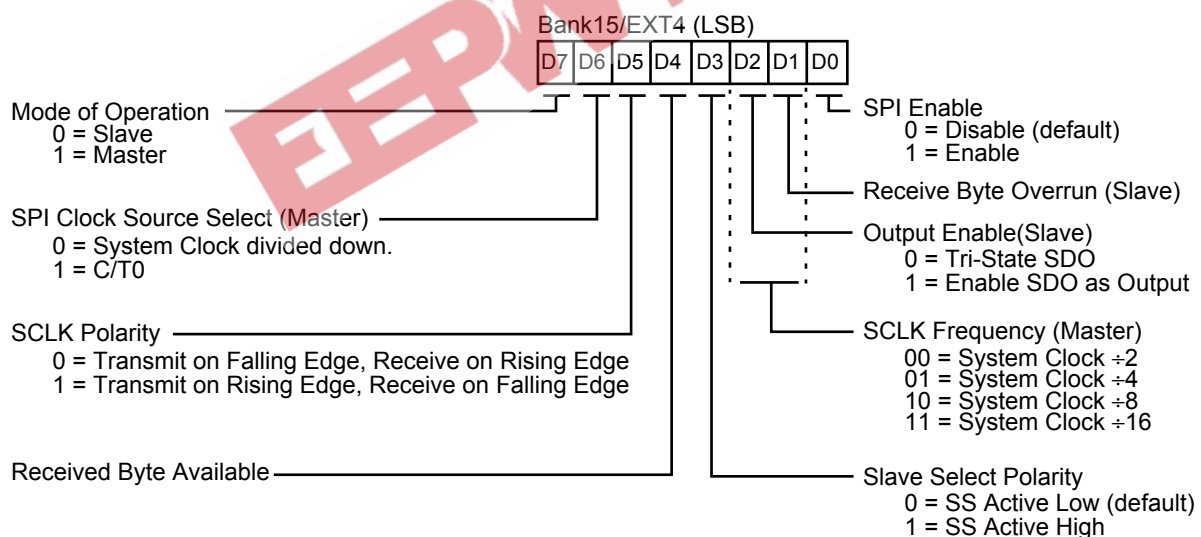 Bank15/EXT4 (LSB)
D7 D6 D5 D4 D3 D2 D1 D0
Mode of Operation
0 = Slave
1 = Master
SPI Clock Source Select (Master)
0 = System Clock divided down.
1 = C/T0
SCLK Polarity
0 = Transmit on Falling Edge, Receive on Rising Edge
1 = Transmit on Rising Edge, Receive on Falling Edge
Received Byte Available
SPI Enable
0 = Disable (default)
1 = Enable
Receive Byte Overrun (Slave)
Output Enable(Slave)
0 = Tri-State SDO
1 = Enable SDO as Output
SCLK Frequency (Master)
00 = System Clock ÷2
01 = System Clock ÷4
10 = System Clock ÷8
11 = System Clock ÷16
Slave Select Polarity
0 = SS Active Low (default)
1 = SS Active High